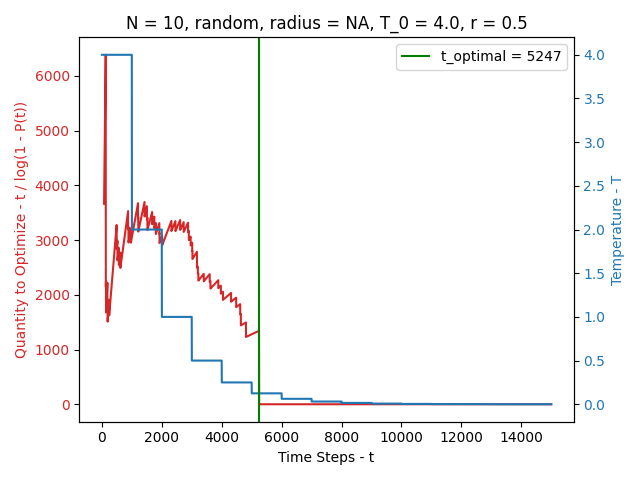 N = 10, random, radius = NA, T_0 = 4.0, r = 0.5
t_optimal = 5247
Quantity to Optimize - t / log(1 - P(t))
6000
5000
4000
3000
2000
1000
0
4.0
3.5
3.0
2.5
2.0
1.5
1.0
0.5
0.0
Temperature - T
0 2000 4000 6000 8000 10000 12000 14000
Time Steps - t